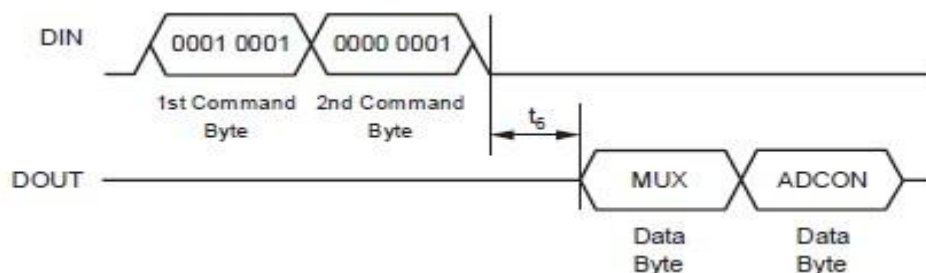 DIN
0001 0001
0000 0001
1st Command
Byte
2nd Command
Byte
t6
DOUT
MUX
ADCON
Data
Byte
Data
Byte